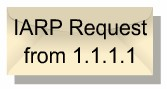 IARP Request
from 1.1.1.1